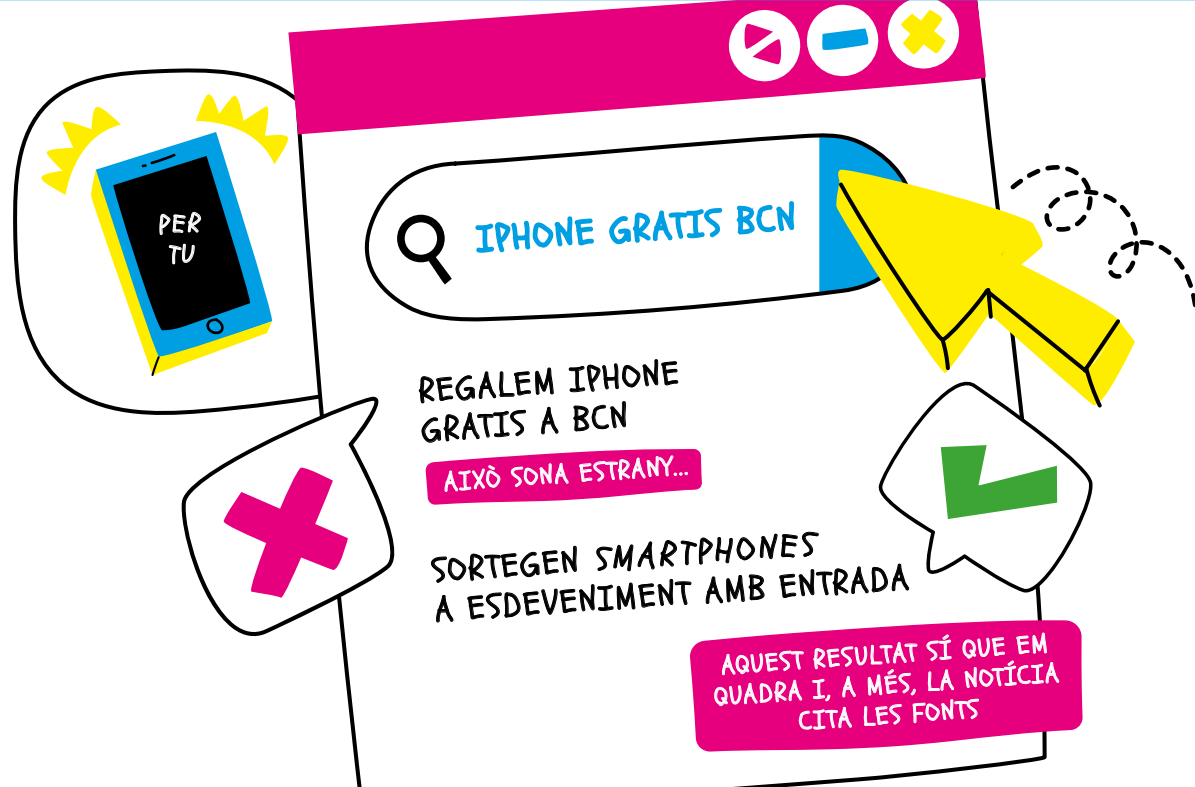 PER
TU
IPHONE GRATIS BCN
REGALEM IPHONE
GRATIS A BCN
AIXÒ SONA ESTRANY...
SORTEGEN SMARTPHONES
A ESDEVENIMENT AMB ENTRADA
AQUEST RESULTAT SÍ QUE EM
QUADRA I, A MÉS, LA NOTÍCIA
CITA LES FONTS